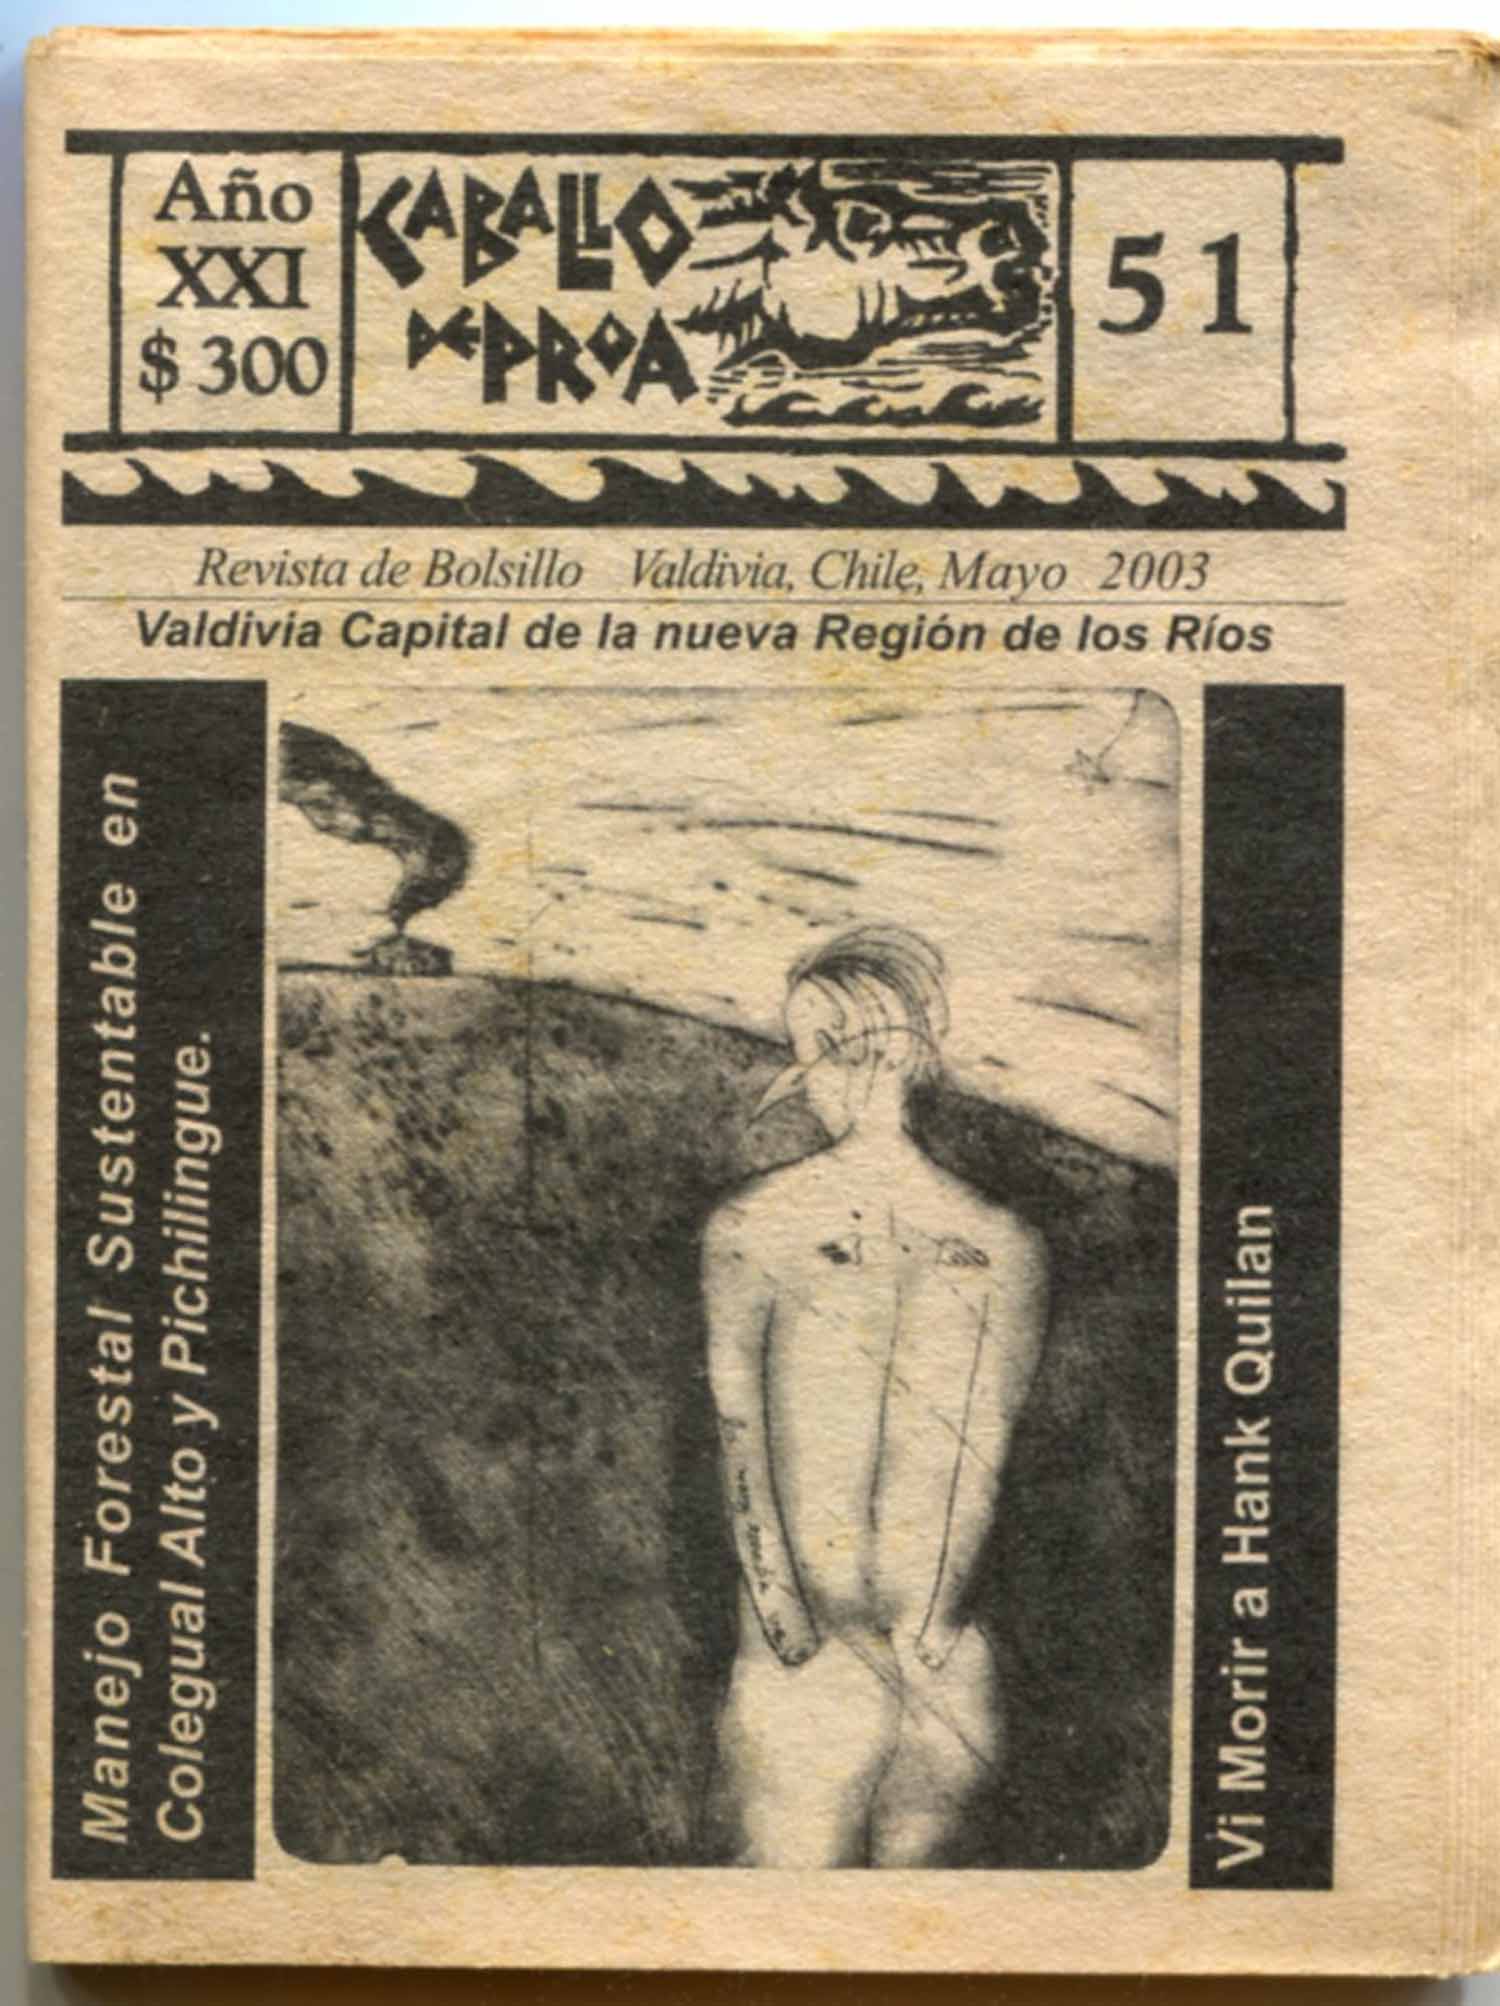 Año
XXI
$ 300
CABALLO
DE PROA
51
Revista de Bolsillo Valdivia, Chile, Mayo 2003
Valdivia Capital de la nueva Región de los Ríos
Manejo Forestal Sustentable en
Colegual Alto y Pichilingue.
Vi Morir a Hank Quilan